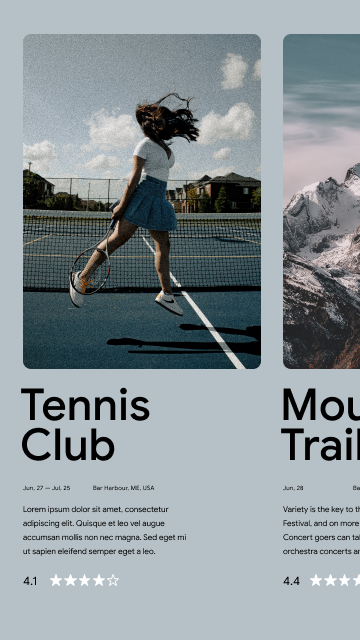 Tennis
Club
Jun, 27 — Jul, 25
Bar Harbour, ME, USA
Lorem ipsum dolor sit amet, consectetur
adipiscing elit. Quisque et leo vel augue
accumsan mollis non nec magna. Sed eget mi
ut sapien eleifend semper eget a leo.
4.1
Mou
Trail
Jun, 28
Ba
Variety is the key to th
Festival, and on more
Concert goers can tal
orchestra concerts ar
4.4